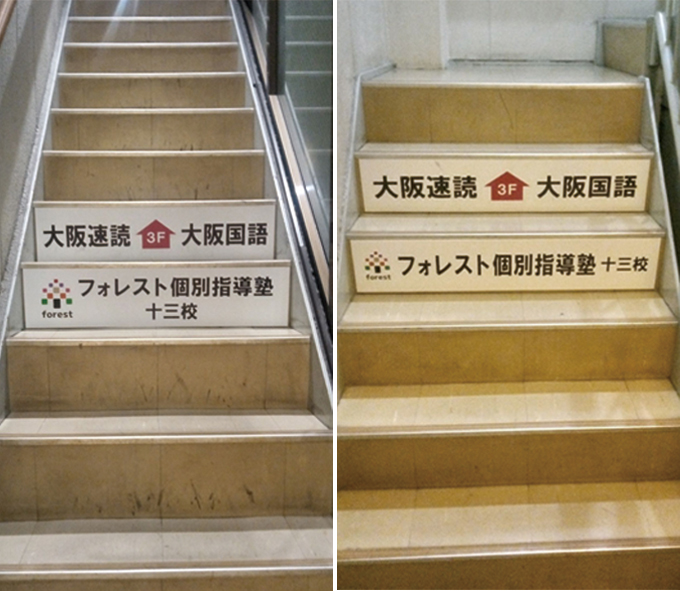 大阪速読 3F 大阪国語
forest フォレスト個別指導塾
十三校
大阪速読 3F 大阪国語
forest フォレスト個別指導塾 十三校